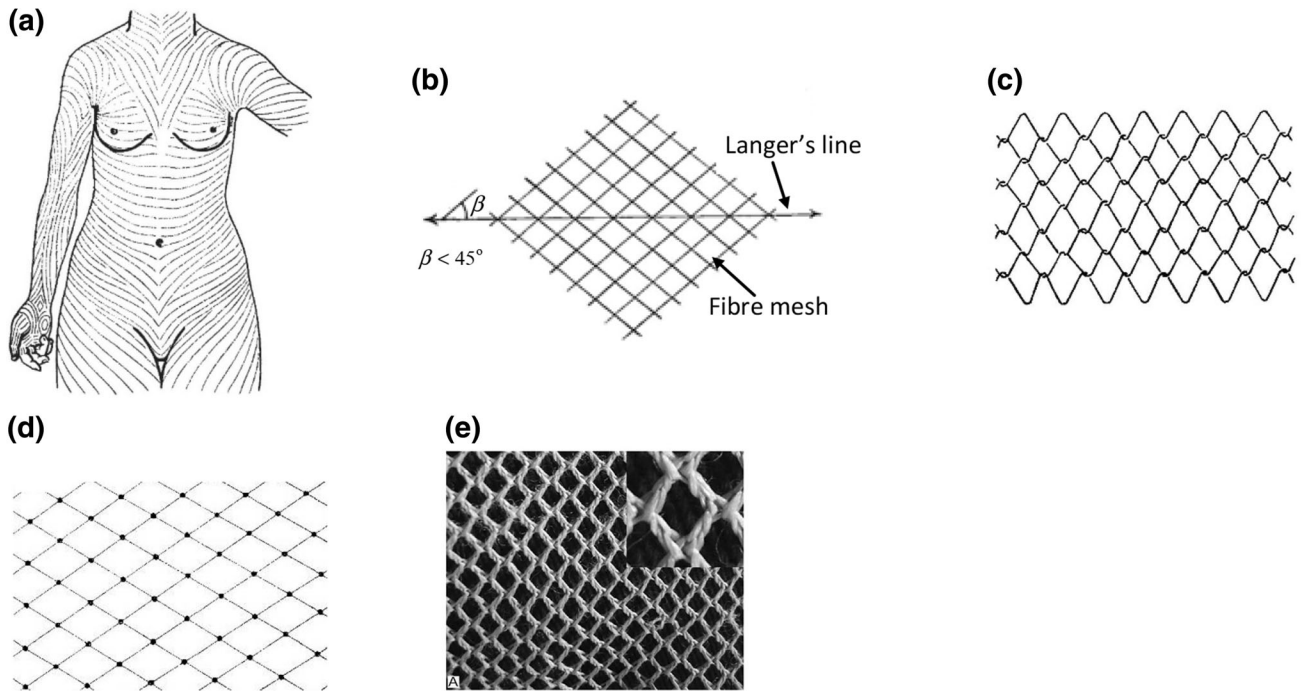 (a)
(b)
(c)
Langer's line
β
β < 45°
Fibre mesh
(d)
(e)
A